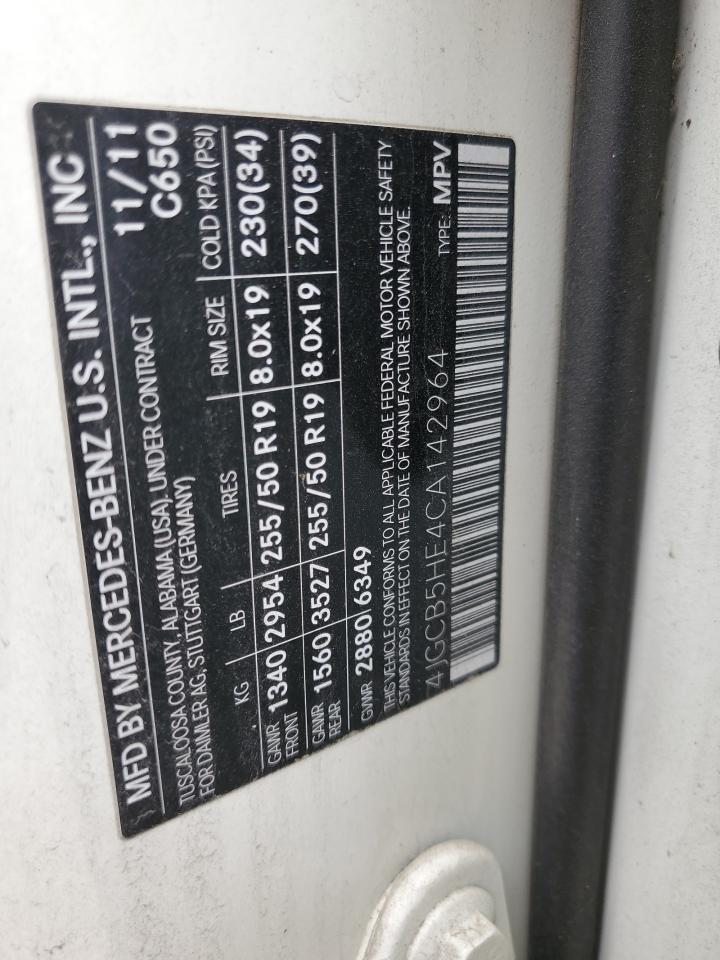 MFD BY MERCEDES-BENZ U.S. INTL., INC
TUSCALOOSA COUNTY, ALABAMA (USA), UNDER CONTRACT 11/11
FOR DAIMLER AG, STUTTGART (GERMANY) C650
KG LB TIRES RIM SIZE COLD KPA (PSI)
GAWR FRONT 1340 2954 255/50 R19 8.0x19 230(34)
GAWR REAR 1560 3527 255/50 R19 8.0x19 270(39)
GVWR 2880 6349
THIS VEHICLE CONFORMS TO ALL APPLICABLE FEDERAL MOTOR VEHICLE SAFETY
STANDARDS IN EFFECT ON THE DATE OF MANUFACTURE SHOWN ABOVE.
4JGCB5HE4CA142964 TYPE: MPV